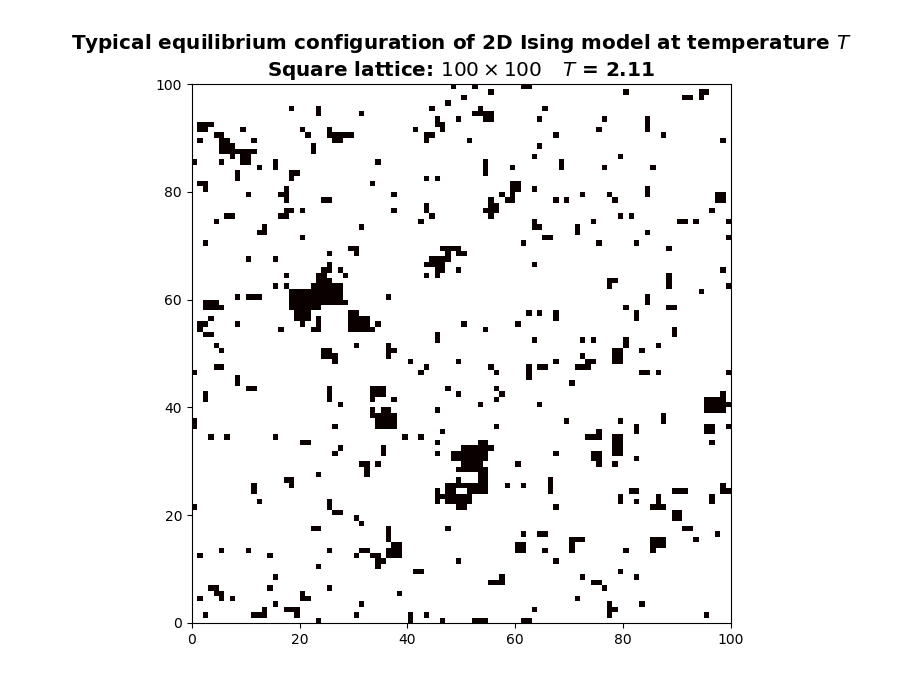 Typical equilibrium configuration of 2D Ising model at temperature T
Square lattice: 100 × 100 T = 2.11
100
80
60
40
20
0
0 20 40 60 80 100